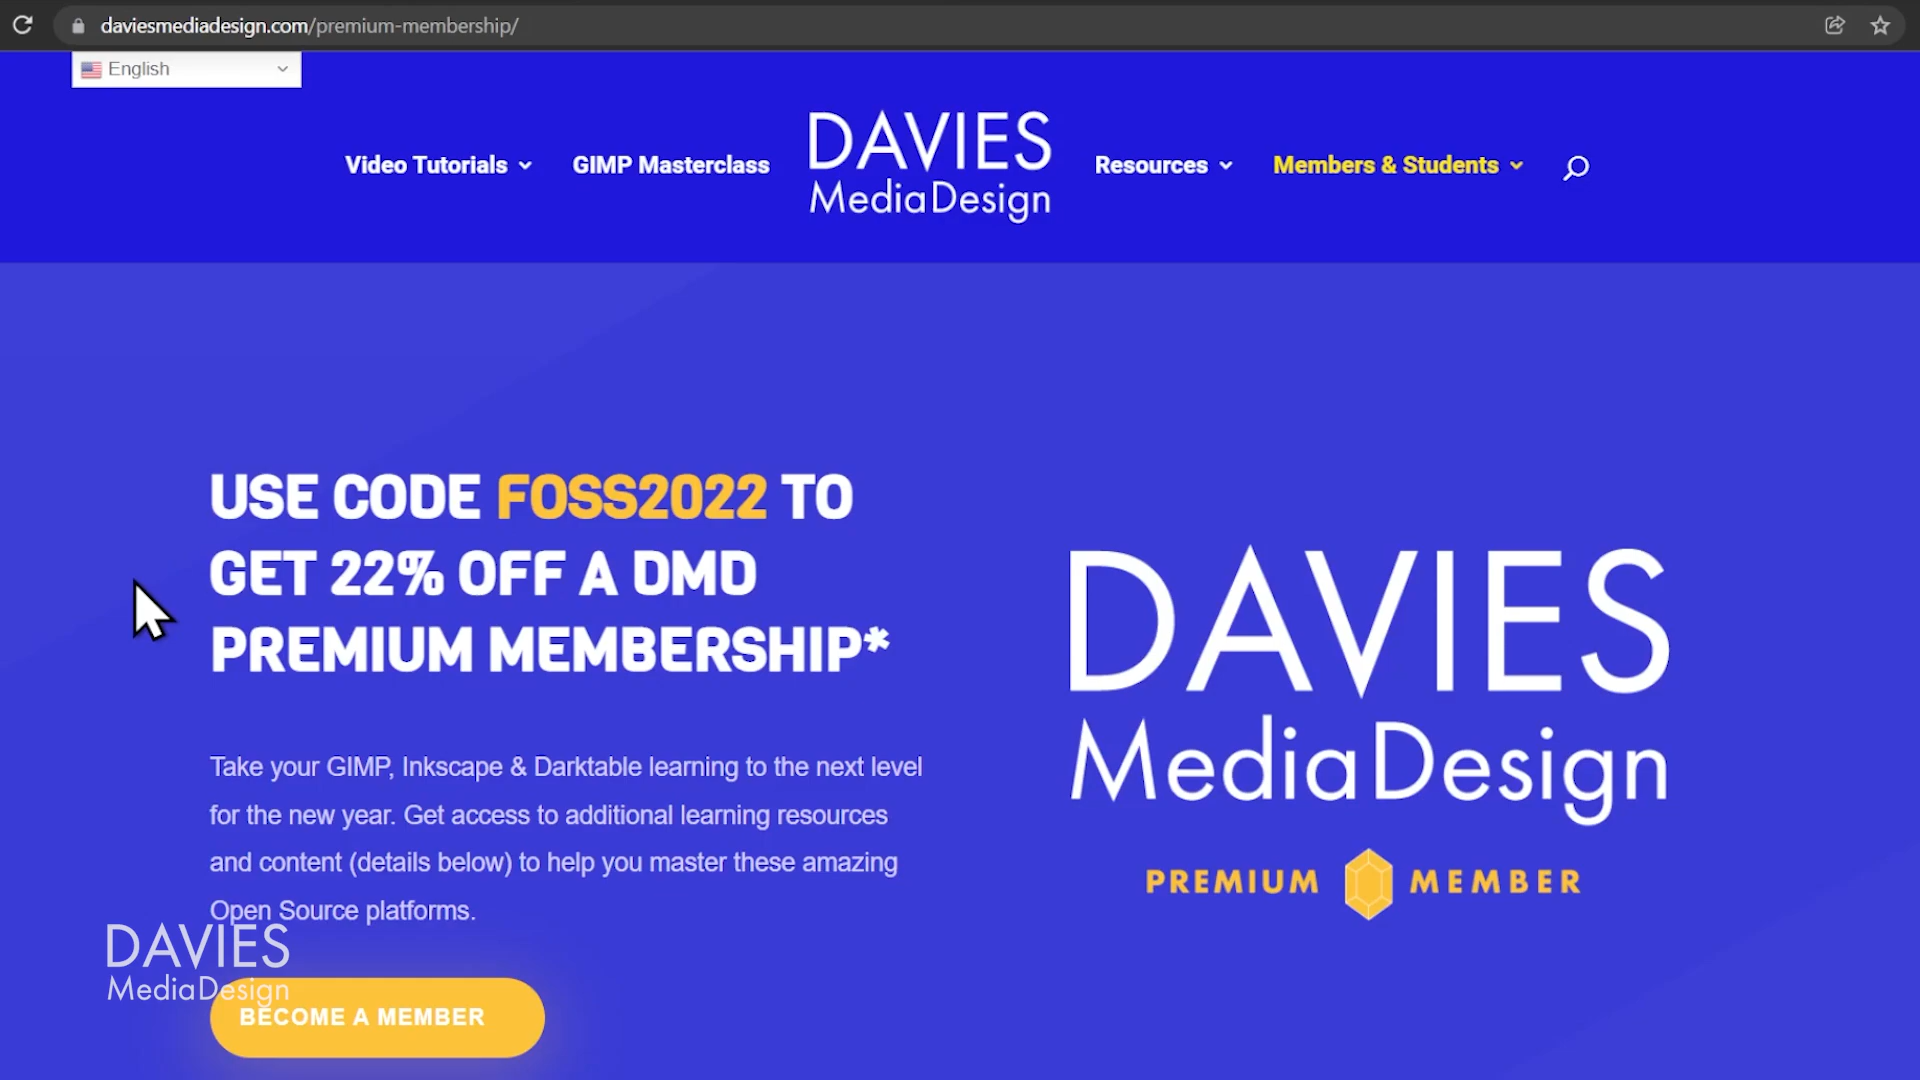 daviesmediadesign.com/premium-membership/
English
Video Tutorials
GIMP Masterclass
DAVIES
MediaDesign
Resources
Members & Students
USE CODE FOSS2022 TO
GET 22% OFF A DMD
PREMIUM MEMBERSHIP*
Take your GIMP, Inkscape & Darktable learning to the next level
for the new year. Get access to additional learning resources
and content (details below) to help you master these amazing
Open Source platforms.
BECOME A MEMBER
DAVIES
MediaDesign
PREMIUM MEMBER
DAVIES
MediaDesign